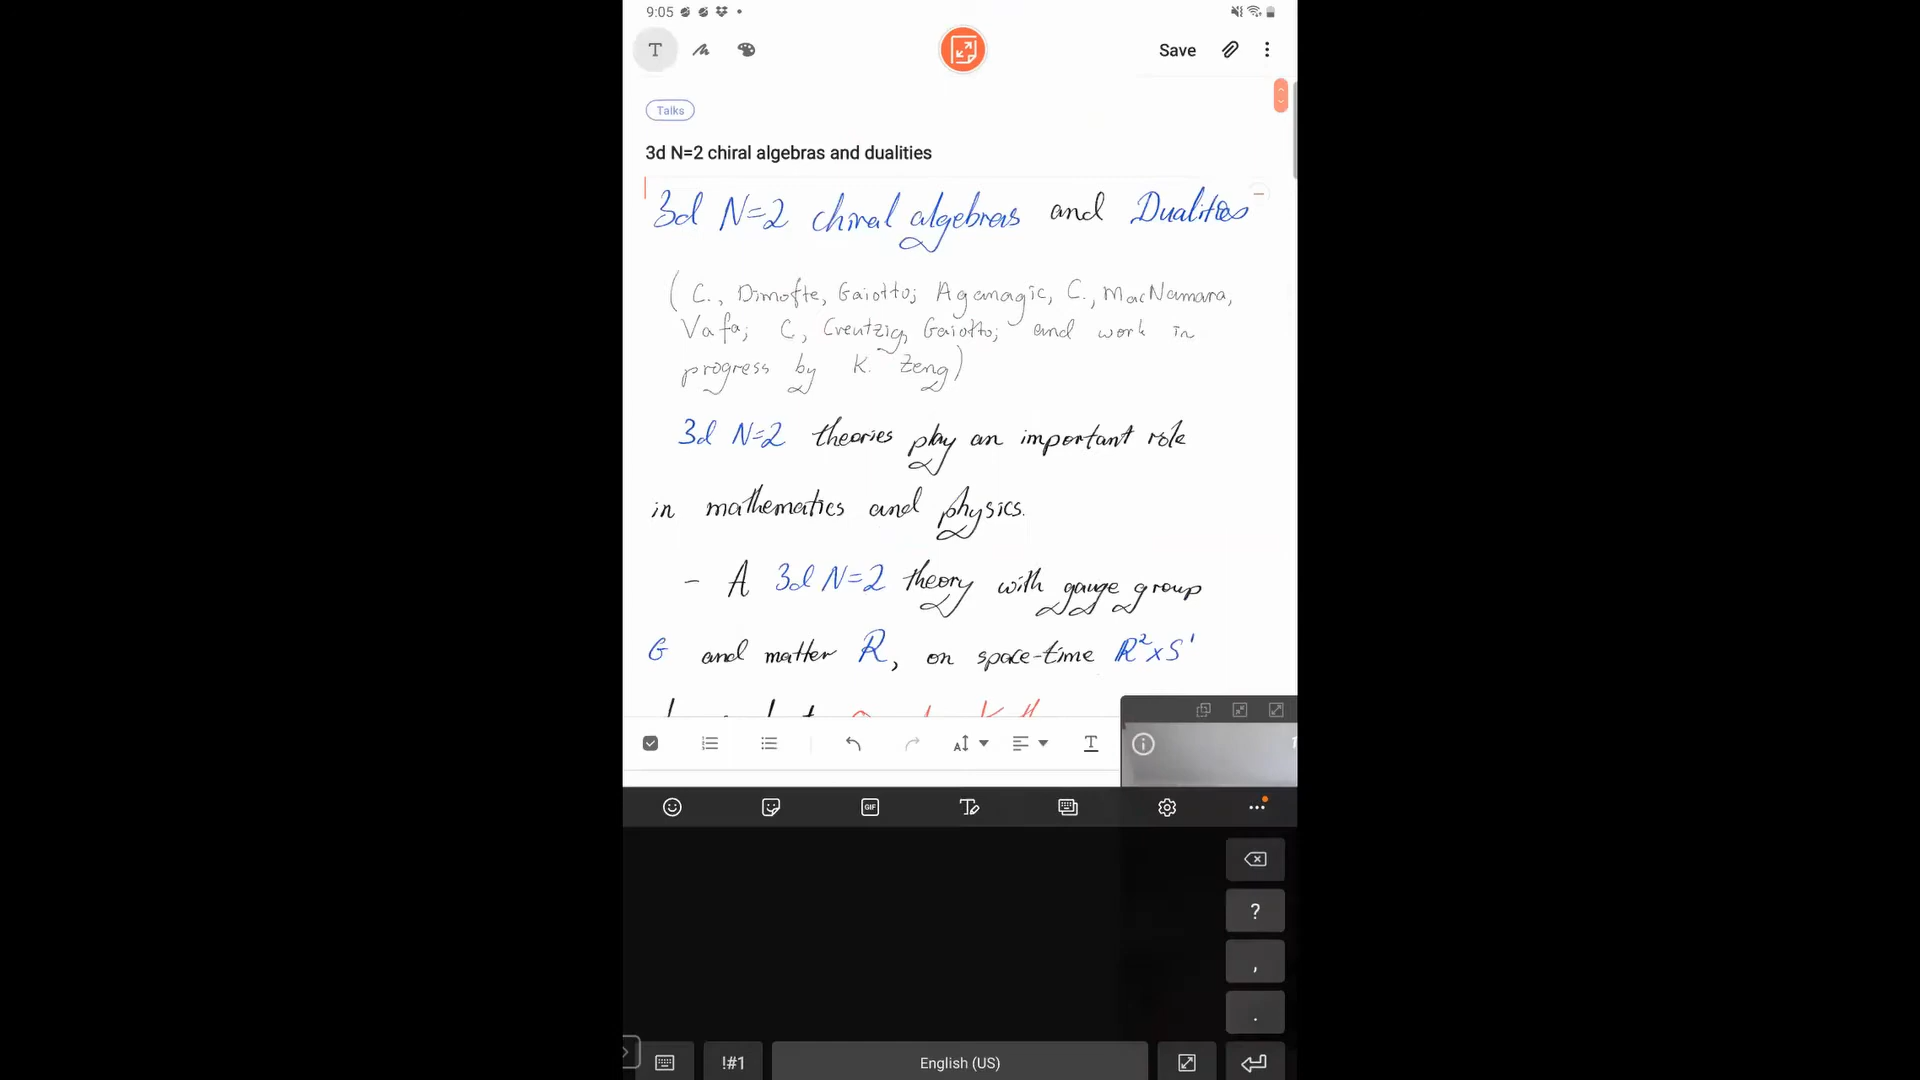 9:05
Save
Talks
3d N=2 chiral algebras and dualities
3d N=2 chiral algebras and Dualities
(C., Dimofte, Gaiotto; Aganagic, C., MacNamara,
Vafa; C, Creutzig, Gaiotto; and work in
progress by K. Zeng)
3d N=2 theories play an important role
in mathematics and physics.
- A 3d N=2 theory with gauge group
G and matter R, on space-time ℝ²×S¹
GIF
?
,
.
!#1
English (US)